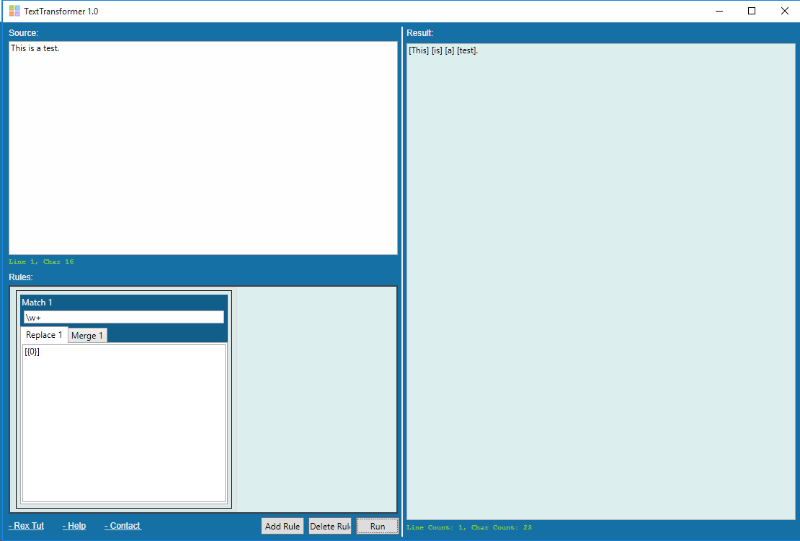 TextTransformer 1.0
Source:
This is a test.
Line 1, Char 16
Rules:
Match 1
\w+
Replace 1 Merge 1
[{0}]
- Rex Tut - Help - Contact
Add Rule Delete Rule Run
Result:
[This] [is] [a] [test].
Line Count: 1, Char Count: 23